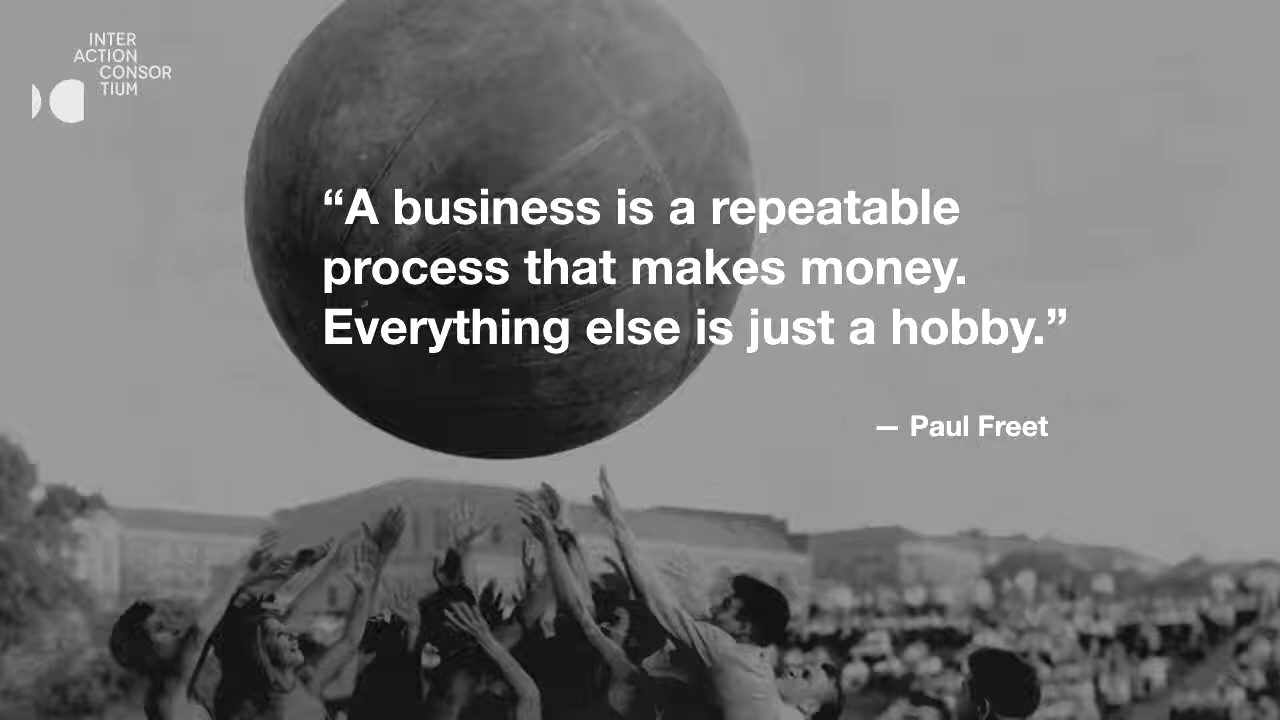 INTER
ACTION
CONSOR
TIUM
“A business is a repeatable
process that makes money.
Everything else is just a hobby.”
— Paul Freet